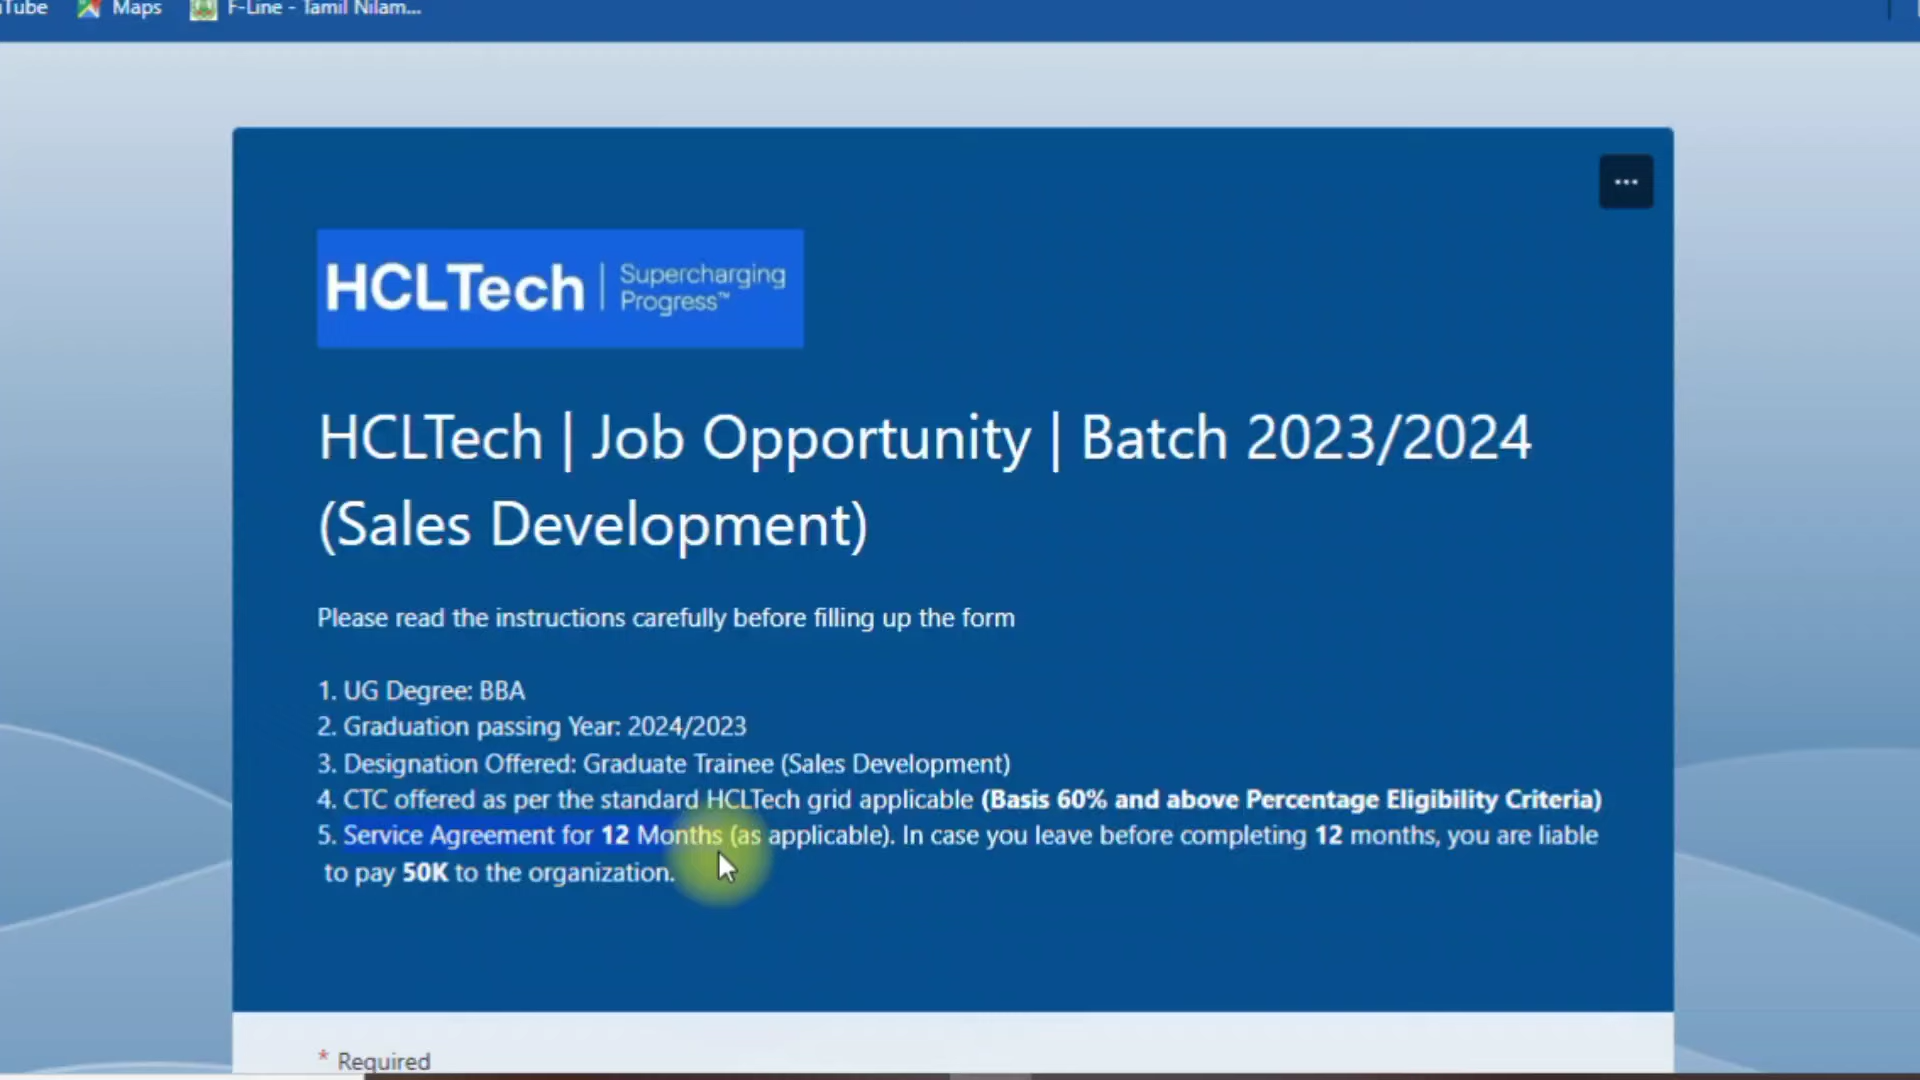 Maps
F-Line - Tamil Nilam...
HCLTech | Supercharging
Progress™
HCLTech | Job Opportunity | Batch 2023/2024
(Sales Development)
Please read the instructions carefully before filling up the form
1. UG Degree: BBA
2. Graduation passing Year: 2024/2023
3. Designation Offered: Graduate Trainee (Sales Development)
4. CTC offered as per the standard HCLTech grid applicable (Basis 60% and above Percentage Eligibility Criteria)
5. Service Agreement for 12 Months (as applicable). In case you leave before completing 12 months, you are liable
to pay 50K to the organization.
* Required